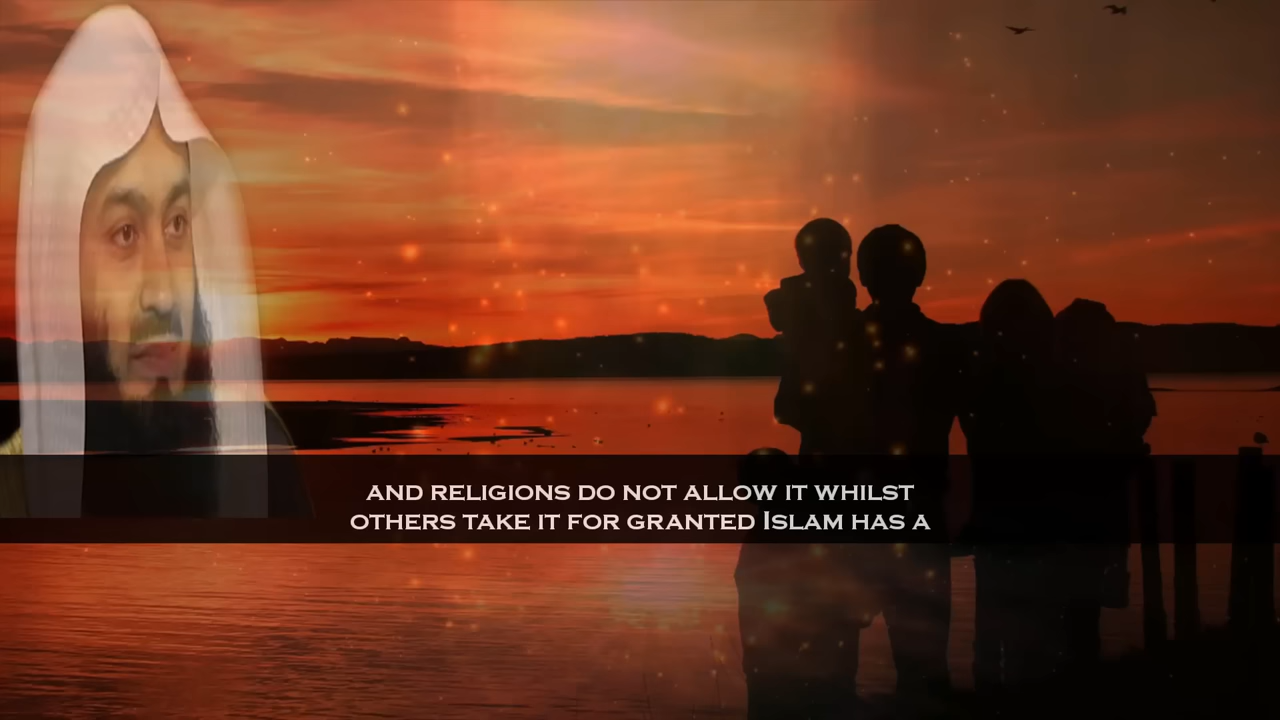 AND RELIGIONS DO NOT ALLOW IT WHILST
OTHERS TAKE IT FOR GRANTED ISLAM HAS A